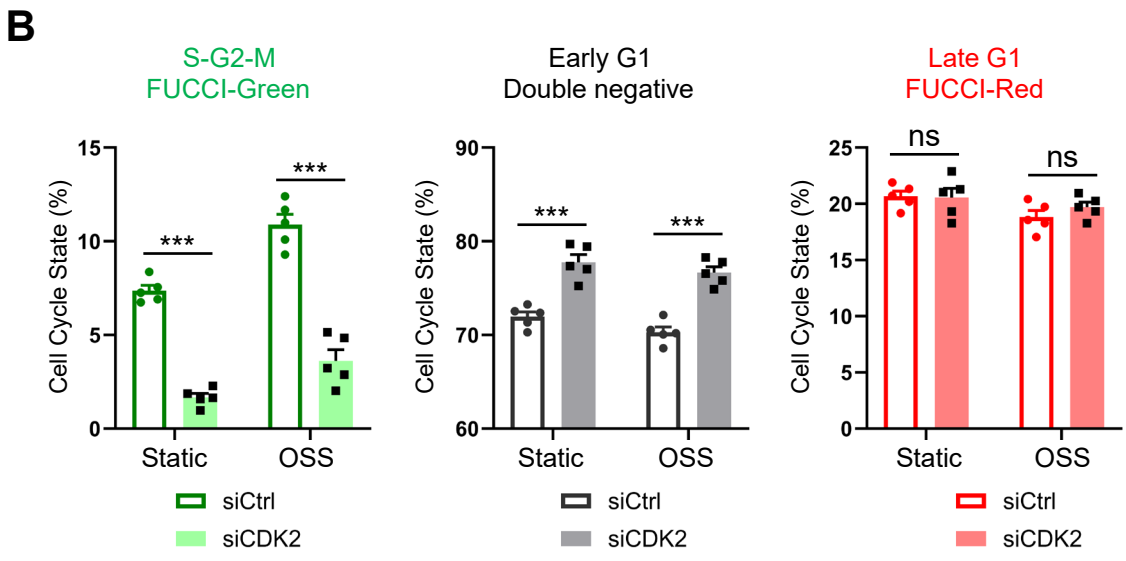 B
S-G2-M
FUCCI-Green
Early G1
Double negative
Late G1
FUCCI-Red
Cell Cycle State (%)
15
10
5
0
***
***
Static
OSS
siCtrl
siCDK2
Cell Cycle State (%)
90
80
70
60
***
***
Static
OSS
siCtrl
siCDK2
Cell Cycle State (%)
25
20
15
10
5
0
ns
ns
Static
OSS
siCtrl
siCDK2